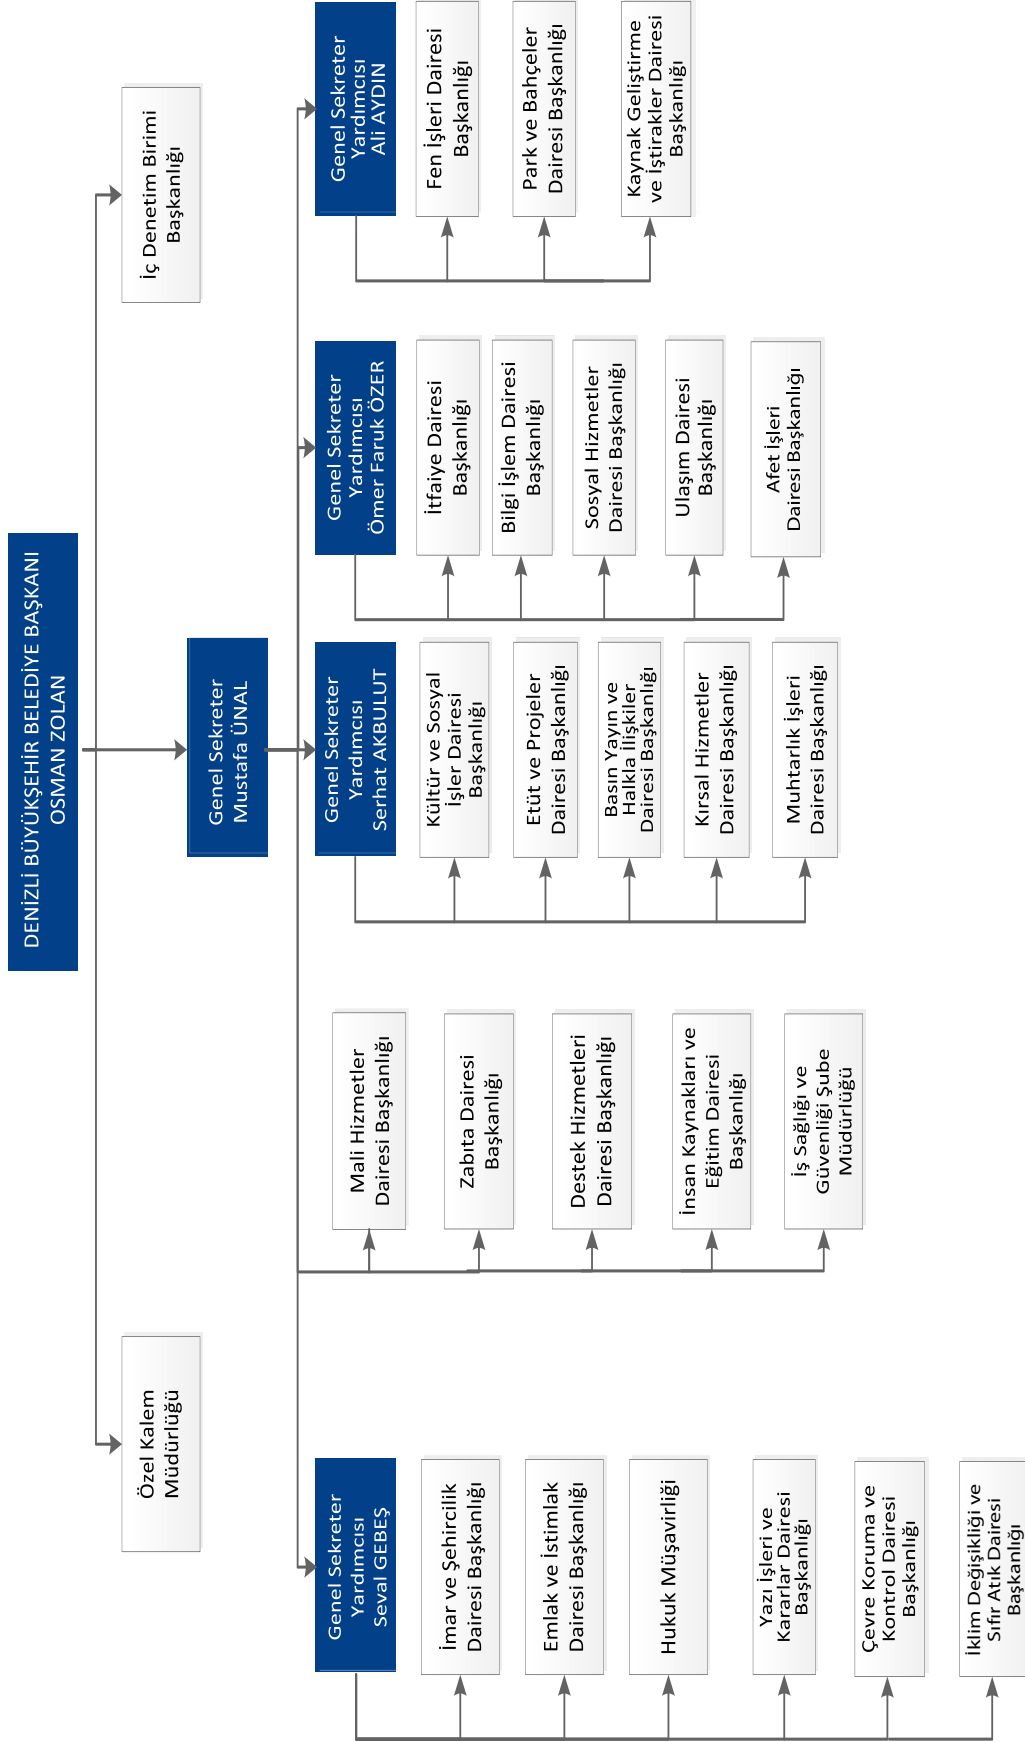 DENİZLİ BÜYÜKŞEHİR BELEDİYE BAŞKANI
OSMAN ZOLAN
Özel Kalem
Müdürlüğü
İç Denetim Birimi
Başkanlığı
Genel Sekreter
Mustafa ÜNAL
Genel Sekreter
Yardımcısı
Seval GEBEŞ
İmar ve Şehircilik
Dairesi Başkanlığı
Emlak ve İstimlak
Dairesi Başkanlığı
Hukuk Müşavirliği
Yazı İşleri ve
Kararlar Dairesi
Başkanlığı
Çevre Koruma ve
Kontrol Dairesi
Başkanlığı
İklim Değişikliği ve
Sıfır Atık Dairesi
Başkanlığı
Mali Hizmetler
Dairesi Başkanlığı
Zabıta Dairesi
Başkanlığı
Destek Hizmetleri
Dairesi Başkanlığı
İnsan Kaynakları ve
Eğitim Dairesi
Başkanlığı
İş Sağlığı ve
Güvenliği Şube
Müdürlüğü
Genel Sekreter
Yardımcısı
Serhat AKBULUT
Kültür ve Sosyal
İşler Dairesi
Başkanlığı
Etüt ve Projeler
Dairesi Başkanlığı
Basın Yayın ve
Halkla İlişkiler
Dairesi Başkanlığı
Kırsal Hizmetler
Dairesi Başkanlığı
Muhtarlık İşleri
Dairesi Başkanlığı
Genel Sekreter
Yardımcısı
Ömer Faruk ÖZER
İtfaiye Dairesi
Başkanlığı
Bilgi İşlem Dairesi
Başkanlığı
Sosyal Hizmetler
Dairesi Başkanlığı
Ulaşım Dairesi
Başkanlığı
Afet İşleri
Dairesi Başkanlığı
Genel Sekreter
Yardımcısı
Ali AYDIN
Fen İşleri Dairesi
Başkanlığı
Park ve Bahçeler
Dairesi Başkanlığı
Kaynak Geliştirme
ve İştirakler Dairesi
Başkanlığı